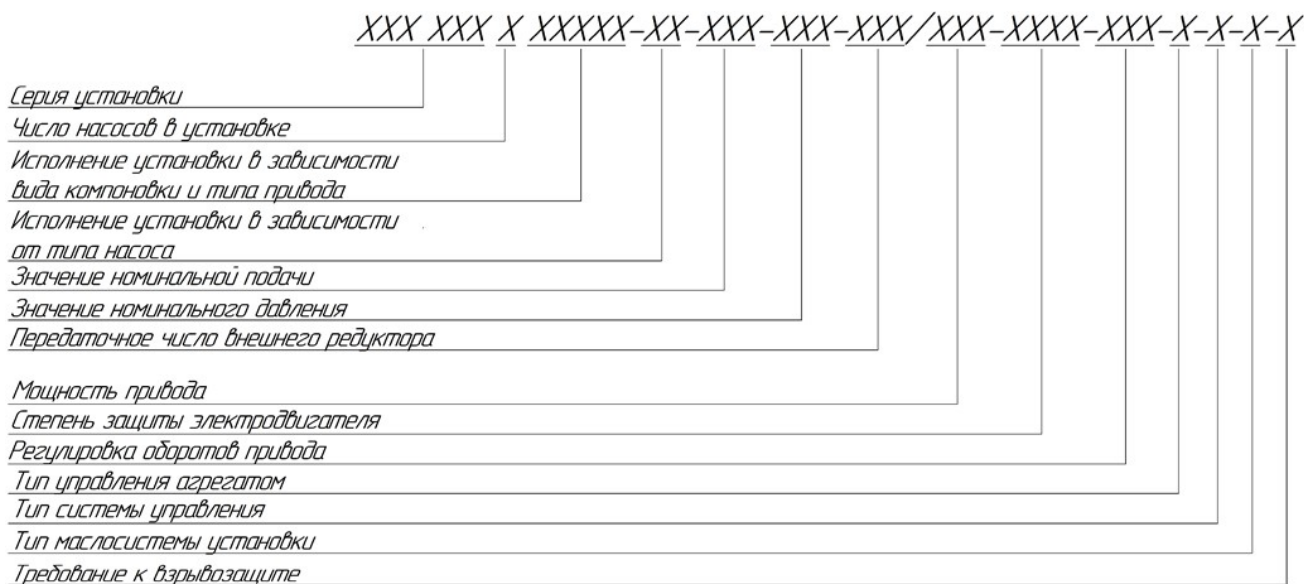 XXX XXX X XXXXX-XX-XXX-XXX-XXX/XXX-XXXX-XXX-X-X-X-X
Серия установки
Число насосов в установке
Исполнение установки в зависимости
вида компоновки и типа привода
Исполнение установки в зависимости
от типа насоса
Значение номинальной подачи
Значение номинального давления
Передаточное число внешнего редуктора
Мощность привода
Степень защиты электродвигателя
Регулировка оборотов привода
Тип управления агрегатом
Тип системы управления
Тип маслосистемы установки
Требование к взрывозащите